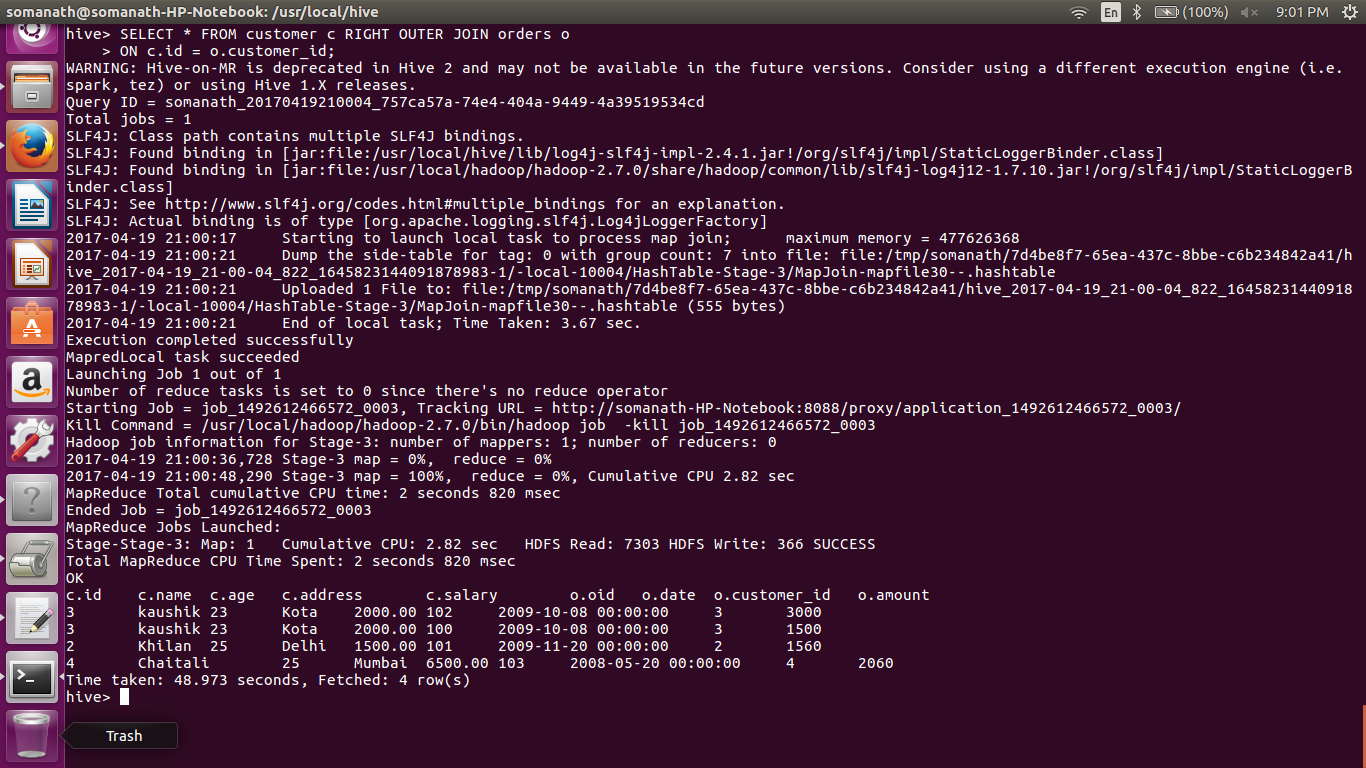 somanath@somanath-HP-Notebook: /usr/local/hive
En
(100%)
9:01 PM
hive> SELECT * FROM customer c RIGHT OUTER JOIN orders o
    > ON c.id = o.customer_id;
WARNING: Hive-on-MR is deprecated in Hive 2 and may not be available in the future versions. Consider using a different execution engine (i.e.
spark, tez) or using Hive 1.X releases.
Query ID = somanath_20170419210004_757ca57a-74e4-404a-9449-4a39519534cd
Total jobs = 1
SLF4J: Class path contains multiple SLF4J bindings.
SLF4J: Found binding in [jar:file:/usr/local/hive/lib/log4j-slf4j-impl-2.4.1.jar!/org/slf4j/impl/StaticLoggerBinder.class]
SLF4J: Found binding in [jar:file:/usr/local/hadoop/hadoop-2.7.0/share/hadoop/common/lib/slf4j-log4j12-1.7.10.jar!/org/slf4j/impl/StaticLoggerB
inder.class]
SLF4J: See http://www.slf4j.org/codes.html#multiple_bindings for an explanation.
SLF4J: Actual binding is of type [org.apache.logging.slf4j.Log4jLoggerFactory]
2017-04-19 21:00:17     Starting to launch local task to process map join;      maximum memory = 477626368
2017-04-19 21:00:21     Dump the side-table for tag: 0 with group count: 7 into file: file:/tmp/somanath/7d4be8f7-65ea-437c-8bbe-c6b234842a41/h
ive_2017-04-19_21-00-04_822_1645823144091878983-1/-local-10004/HashTable-Stage-3/MapJoin-mapfile30--.hashtable
2017-04-19 21:00:21     Uploaded 1 File to: file:/tmp/somanath/7d4be8f7-65ea-437c-8bbe-c6b234842a41/hive_2017-04-19_21-00-04_822_16458231440918
78983-1/-local-10004/HashTable-Stage-3/MapJoin-mapfile30--.hashtable (555 bytes)
2017-04-19 21:00:21     End of local task; Time Taken: 3.67 sec.
Execution completed successfully
MapredLocal task succeeded
Launching Job 1 out of 1
Number of reduce tasks is set to 0 since there's no reduce operator
Starting Job = job_1492612466572_0003, Tracking URL = http://somanath-HP-Notebook:8088/proxy/application_1492612466572_0003/
Kill Command = /usr/local/hadoop/hadoop-2.7.0/bin/hadoop job  -kill job_1492612466572_0003
Hadoop job information for Stage-3: number of mappers: 1; number of reducers: 0
2017-04-19 21:00:36,728 Stage-3 map = 0%,  reduce = 0%
2017-04-19 21:00:48,290 Stage-3 map = 100%,  reduce = 0%, Cumulative CPU 2.82 sec
MapReduce Total cumulative CPU time: 2 seconds 820 msec
Ended Job = job_1492612466572_0003
MapReduce Jobs Launched:
Stage-Stage-3: Map: 1   Cumulative CPU: 2.82 sec   HDFS Read: 7303 HDFS Write: 366 SUCCESS
Total MapReduce CPU Time Spent: 2 seconds 820 msec
OK
c.id    c.name  c.age   c.address       c.salary        o.oid   o.date  o.customer_id   o.amount
3       kaushik 23      Kota    2000.00 102     2009-10-08 00:00:00     3       3000
3       kaushik 23      Kota    2000.00 100     2009-10-08 00:00:00     3       1500
2       Khilan  25      Delhi   1500.00 101     2009-11-20 00:00:00     2       1560
4       Chaitali        25      Mumbai  6500.00 103     2008-05-20 00:00:00     4       2060
Time taken: 48.973 seconds, Fetched: 4 row(s)
hive>
Trash